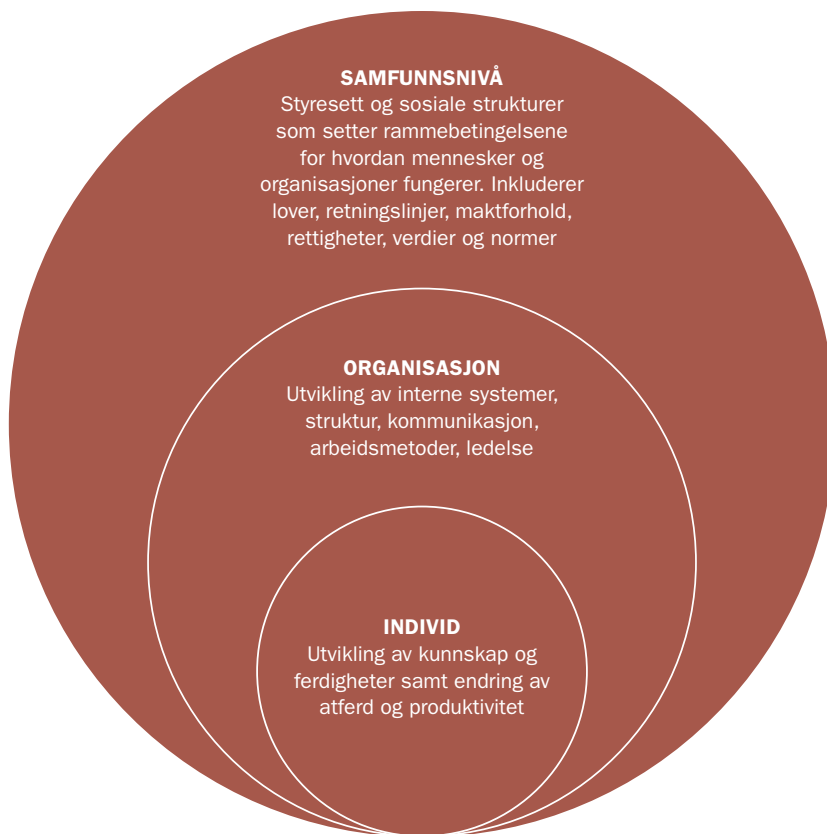 SAMFUNNSNIVÅ
Styresett og sosiale strukturer
som setter rammebetingelsene
for hvordan mennesker og
organisasjoner fungerer. Inkluderer
lover, retningslinjer, maktforhold,
rettigheter, verdier og normer
ORGANISASJON
Utvikling av interne systemer,
struktur, kommunikasjon,
arbeidsmetoder, ledelse
INDIVID
Utvikling av kunnskap og
ferdigheter samt endring av
atferd og produktivitet